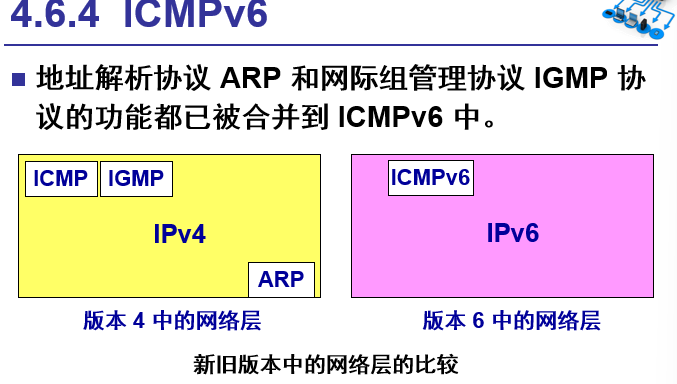 4.6.4 ICMPv6
地址解析协议 ARP 和网际组管理协议 IGMP 协
议的功能都已被合并到 ICMPv6 中。
ICMP IGMP
IPv4
ARP
版本 4 中的网络层
ICMPv6
IPv6
版本 6 中的网络层
新旧版本中的网络层的比较